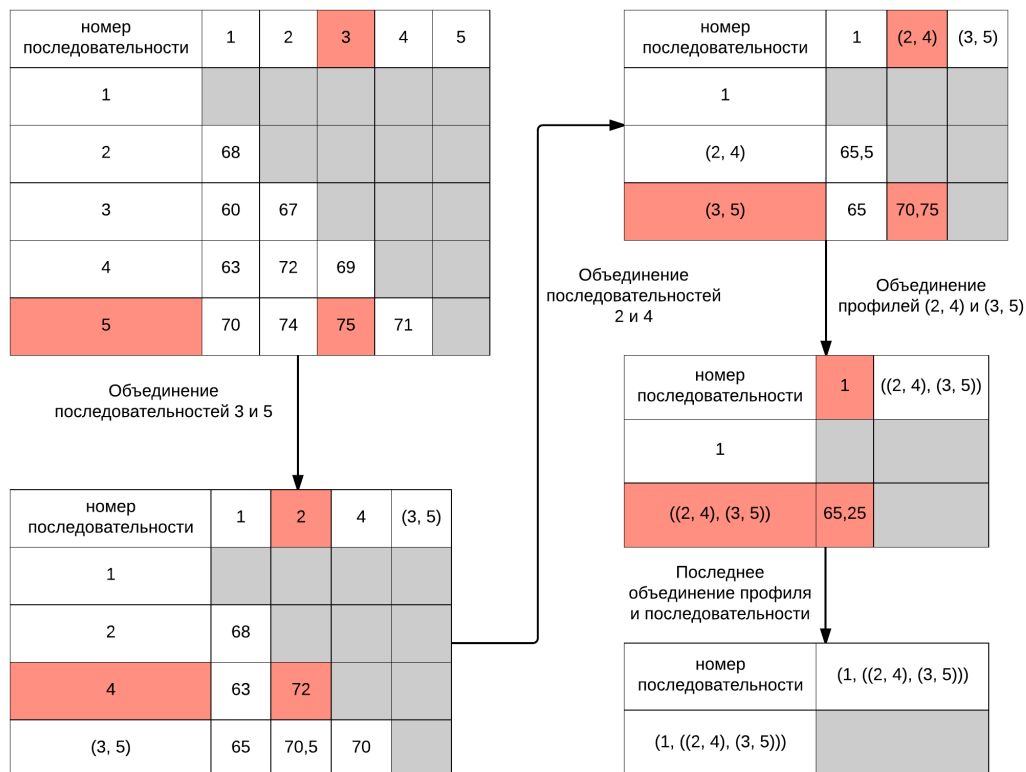 номер
последовательности 1 2 3 4 5
1
2 68
3 60 67
4 63 72 69
5 70 74 75 71
Объединение
последовательностей 3 и 5
номер
последовательности 1 2 4 (3, 5)
1
2 68
4 63 72
(3, 5) 65 70,5 70
Объединение
последовательностей
2 и 4
номер
последовательности 1 (2, 4) (3, 5)
1
(2, 4) 65,5
(3, 5) 65 70,75
Объединение
профилей (2, 4) и (3, 5)
номер
последовательности 1 ((2, 4), (3, 5))
1
((2, 4), (3, 5)) 65,25
Последнее
объединение профиля
и последовательности
номер
последовательности (1, ((2, 4), (3, 5)))
(1, ((2, 4), (3, 5)))